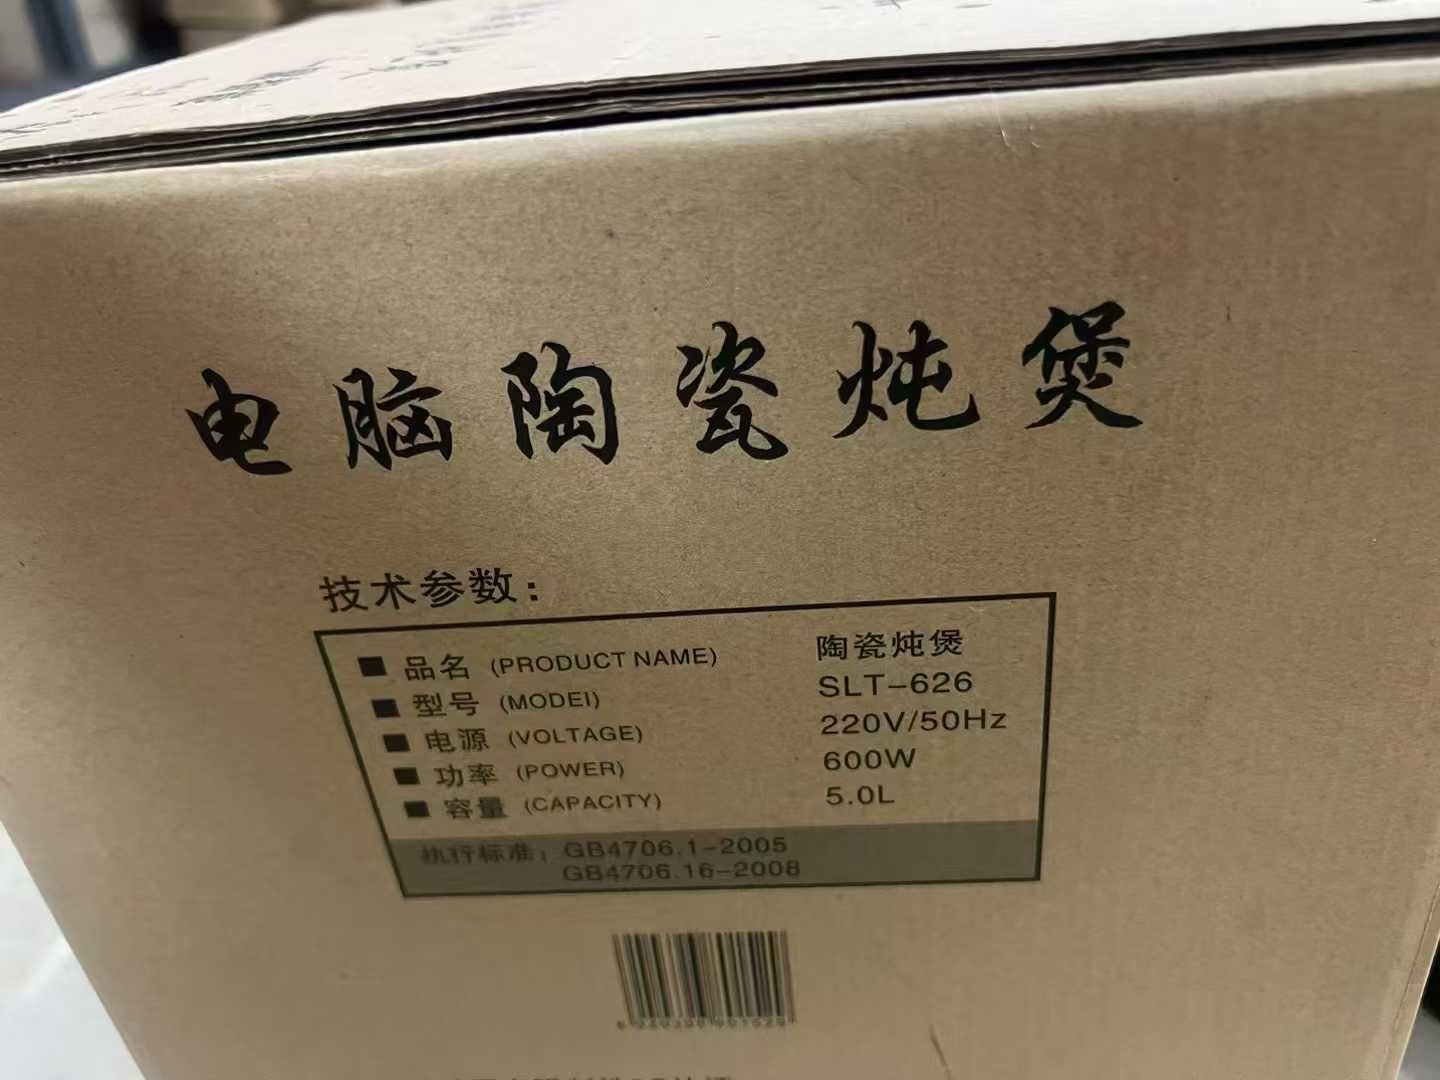 电脑陶瓷炖煲
技术参数：
■ 品名 (PRODUCT NAME) 陶瓷炖煲
■ 型号 (MODEI) SLT-626
■ 电源 (VOLTAGE) 220V/50Hz
■ 功率 (POWER) 600W
■ 容量 (CAPACITY) 5.0L
执行标准：GB4706.1-2005
GB4706.16-2008